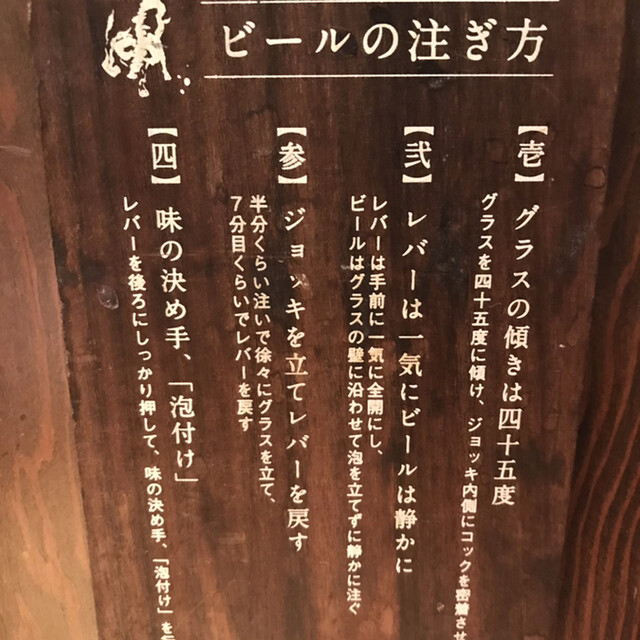 ビールの注ぎ方
【壱】 グラスの傾きは四十五度
グラスを四十五度に傾け、ジョッキ内側にコックを密着させ
【弐】 レバーは一気にビールは静かに
レバーは手前に一気に全開にし、
ビールはグラスの壁に沿わせて泡を立てずに静かに注ぐ
【参】 ジョッキを立てレバーを戻す
半分くらい注いで徐々にグラスを立て、
7分目くらいでレバーを戻す
【四】 味の決め手、「泡付け」
レバーを後ろにしっかり押して、味の決め手、「泡付け」を